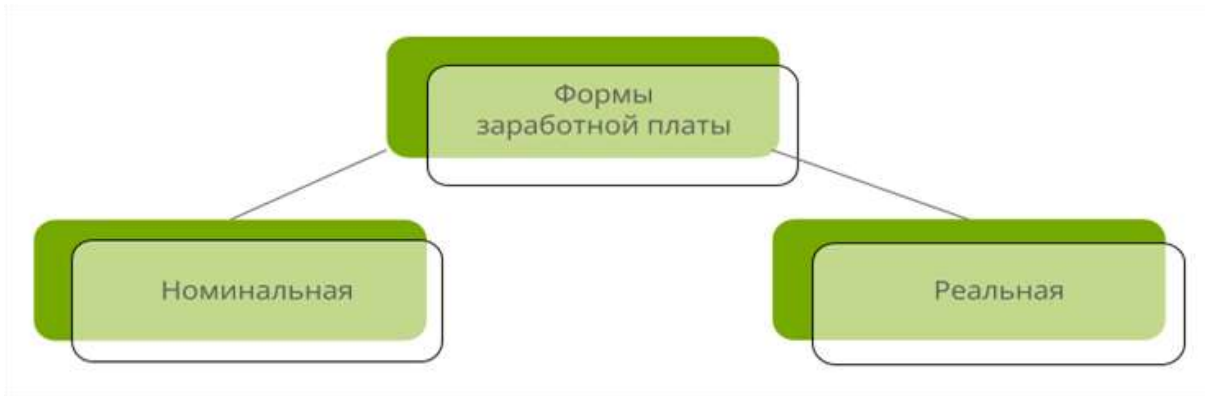 Формы
заработной платы
Номинальная
Реальная